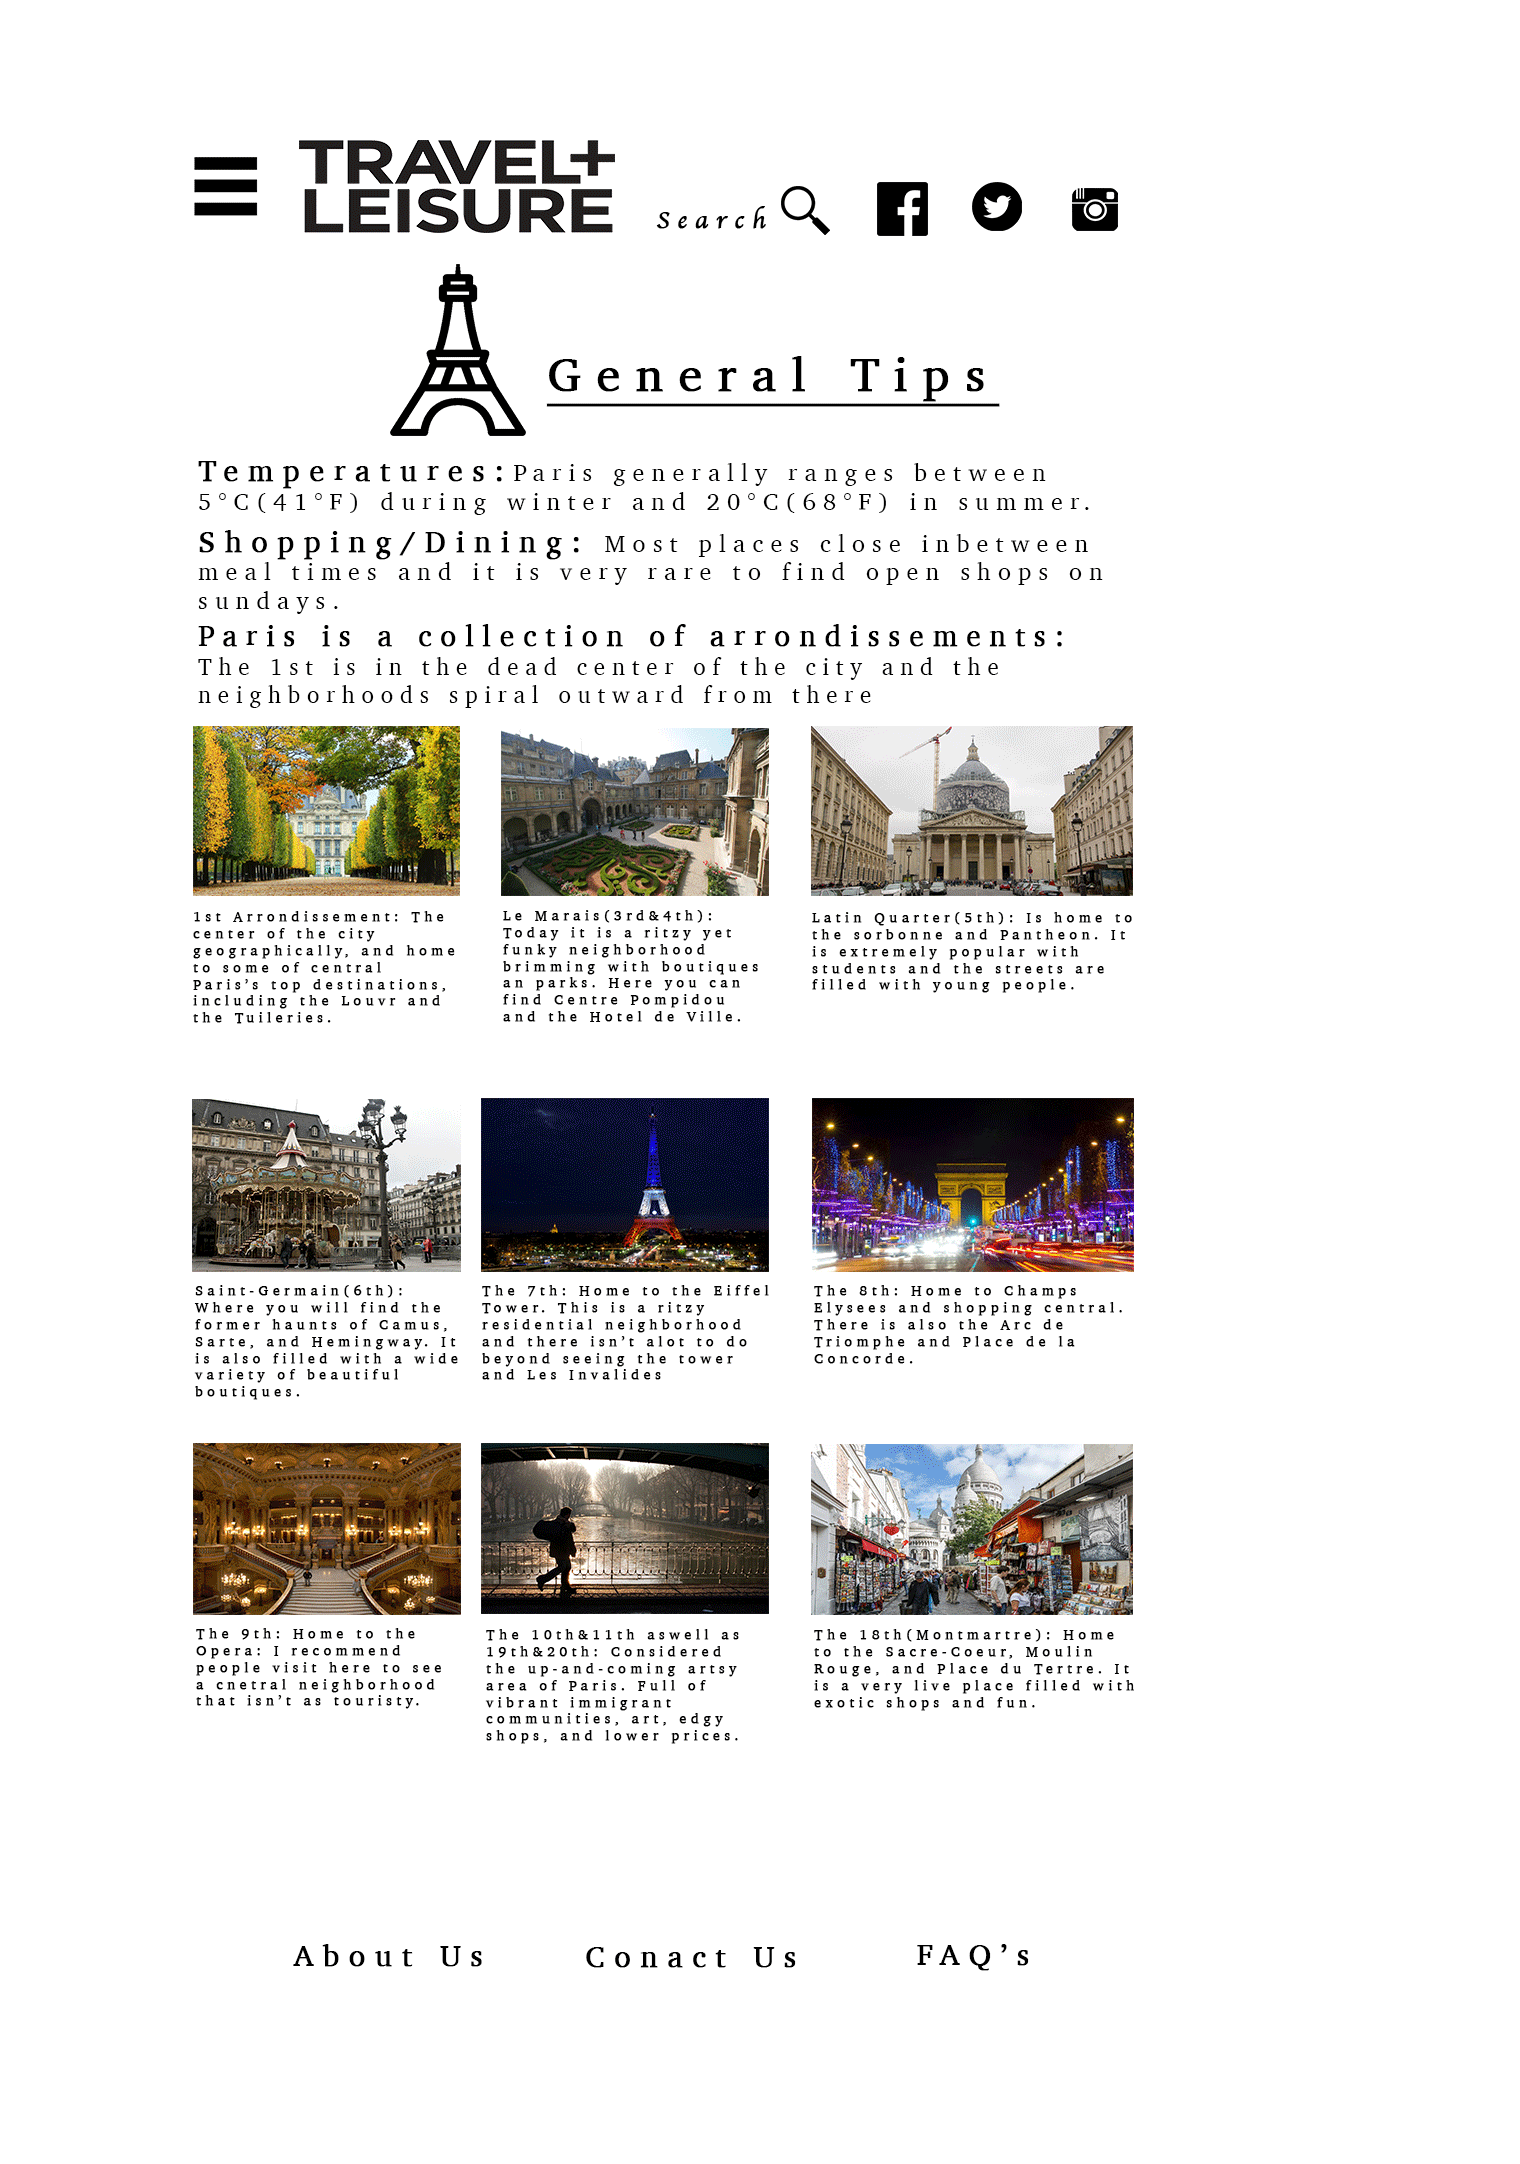 TRAVEL+
LEISURE
Search
General Tips
Temperatures: Paris generally ranges between
5°C(41°F) during winter and 20°C(68°F) in summer.
Shopping/Dining: Most places close inbetween
meal times and it is very rare to find open shops on
sundays.
Paris is a collection of arrondissements:
The 1st is in the dead center of the city and the
neighborhoods spiral outward from there
1st Arrondissement: The
center of the city
geographically, and home
to some of central
Paris's top destinations,
including the Louvr and
the Tuileries.
Le Marais(3rd&4th):
Today it is a ritzy yet
funky neighborhood
brimming with boutiques
an parks. Here you can
find Centre Pompidou
and the Hotel de Ville.
Latin Quarter(5th): Is home to
the sorbonne and Pantheon. It
is extremely popular with
students and the streets are
filled with young people.
Saint-Germain(6th):
Where you will find the
former haunts of Camus,
Sarte, and Hemingway. It
is also filled with a wide
variety of beautiful
boutiques.
The 7th: Home to the Eiffel
Tower. This is a ritzy
residential neighborhood
and there isn't alot to do
beyond seeing the tower
and Les Invalides
The 8th: Home to Champs
Elysees and shopping central.
There is also the Arc de
Triomphe and Place de la
Concorde.
The 9th: Home to the
Opera: I recommend
people visit here to see
a cnetral neighborhood
that isn't as touristy.
The 10th&11th aswell as
19th&20th: Considered
the up-and-coming artsy
area of Paris. Full of
vibrant immigrant
communities, art, edgy
shops, and lower prices.
The 18th(Montmartre): Home
to the Sacre-Coeur, Moulin
Rouge, and Place du Tertre. It
is a very live place filled with
exotic shops and fun.
About Us
Conact Us
FAQ's